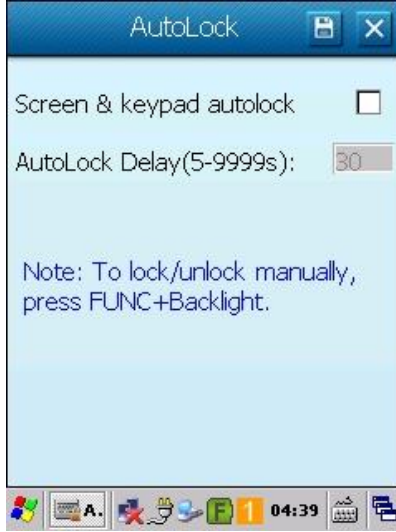 AutoLock
Screen & keypad autolock
AutoLock Delay(5-9999s): 30
Note: To lock/unlock manually,
press FUNC+Backlight.
A. F 1 04:39